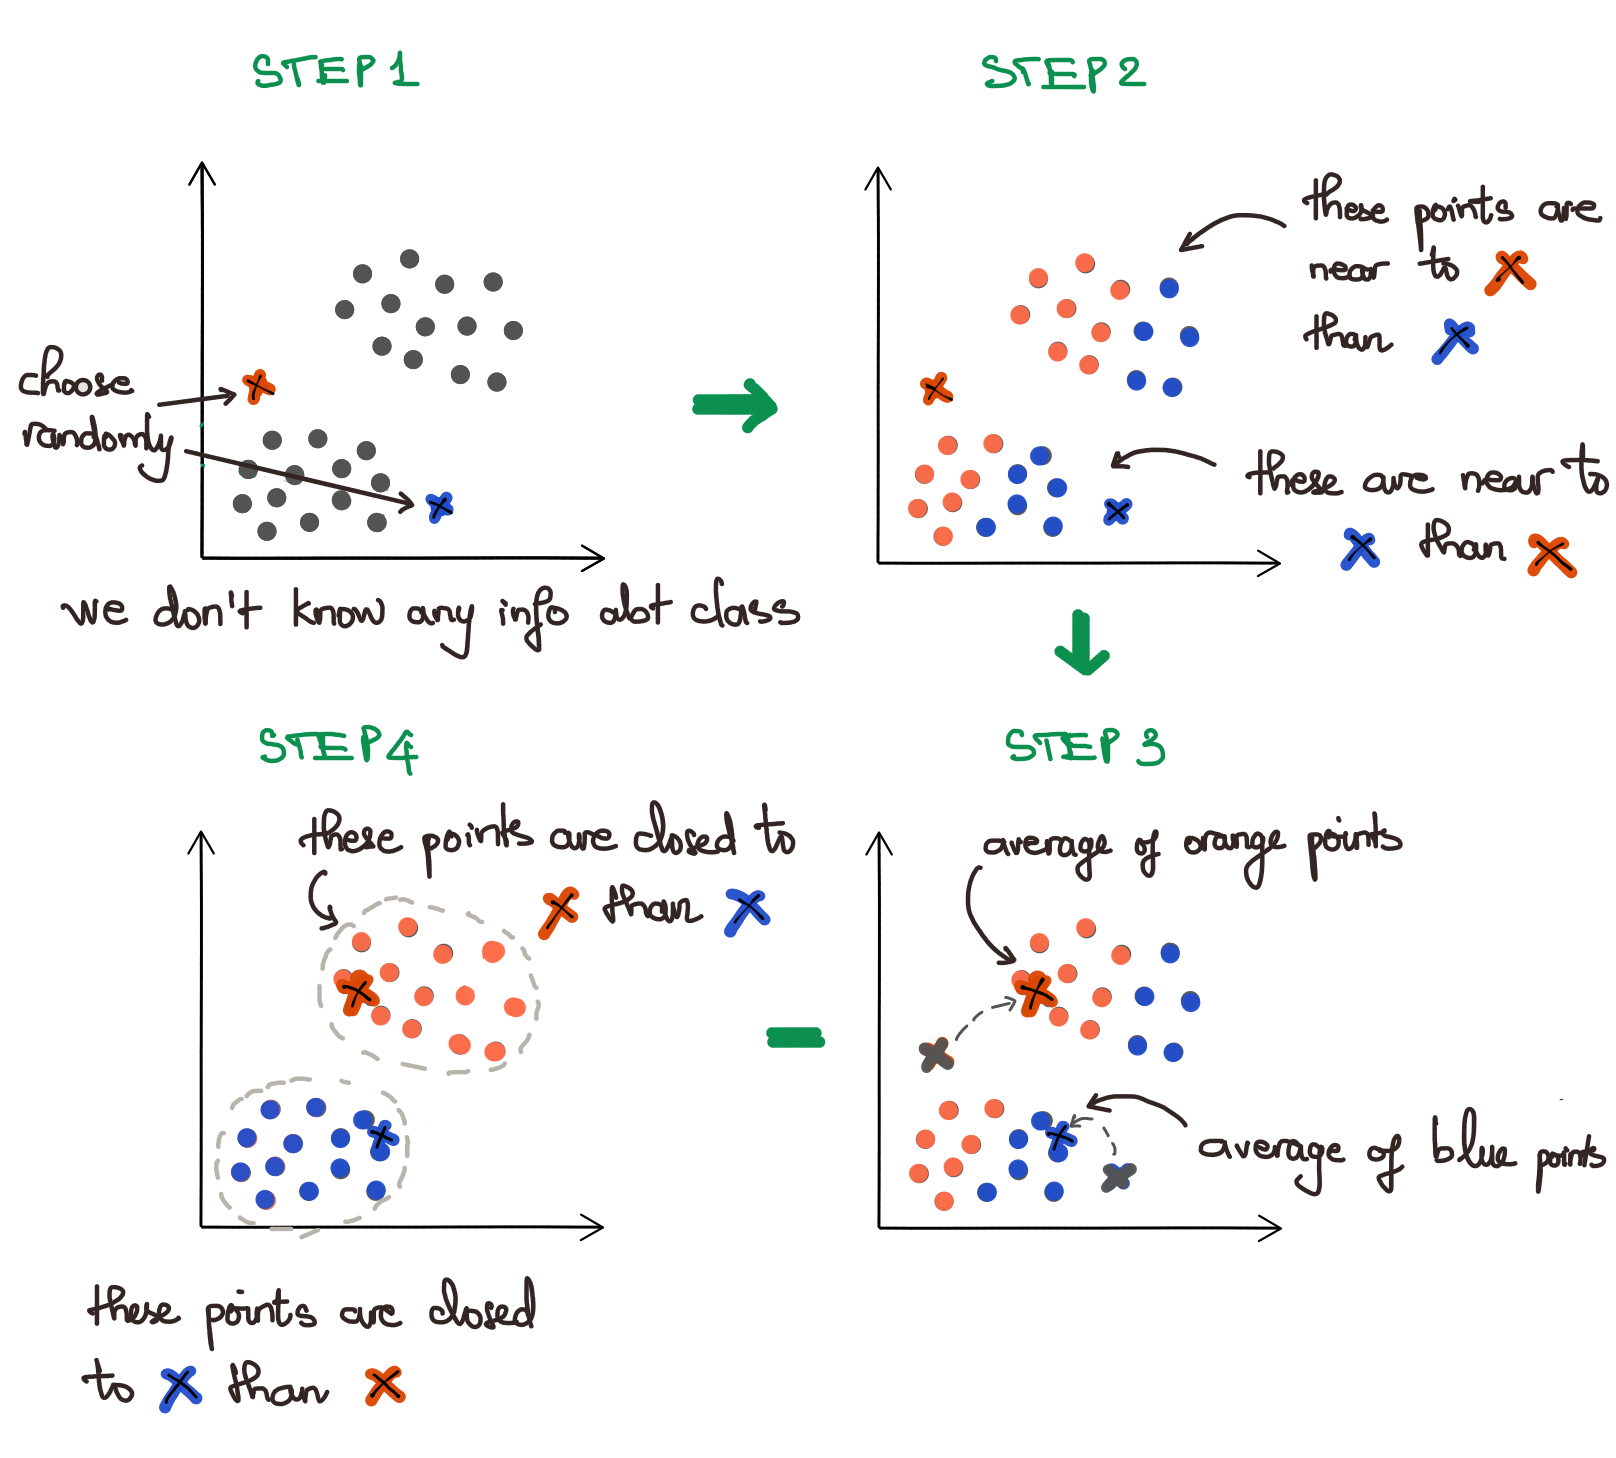 STEP 1
choose
randomly
we don't know any info abt class
STEP 2
these points are
near to
than
these are near to
than
STEP 3
average of orange points
average of blue points
STEP 4
these points are closed to
than
these points are closed
to than